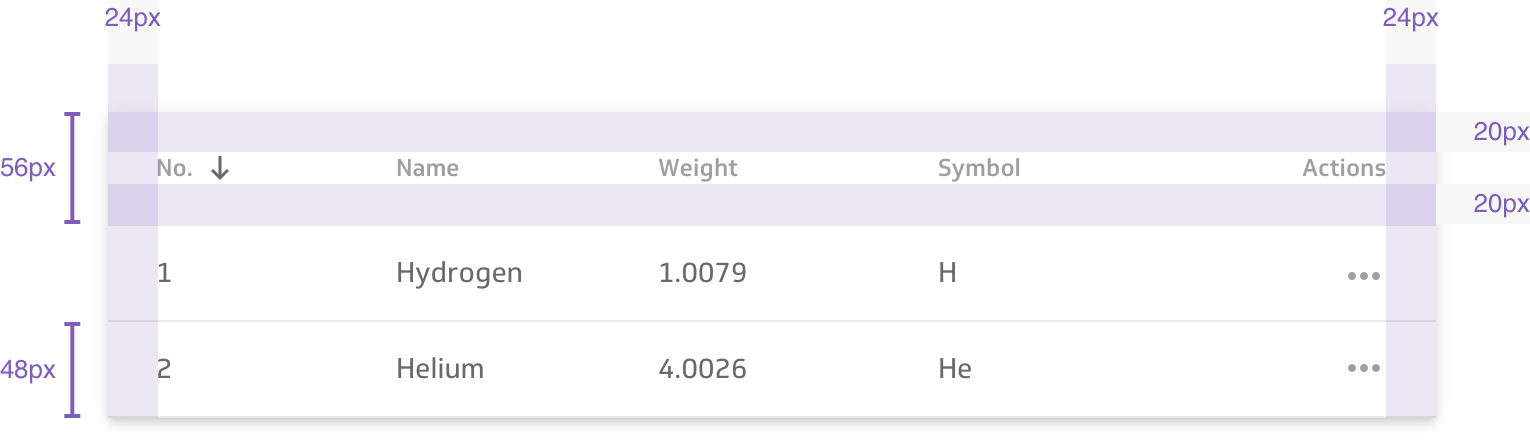 24px 24px
20px
56px No. Name Weight Symbol Actions
20px
1 Hydrogen 1.0079 H
48px 2 Helium 4.0026 He